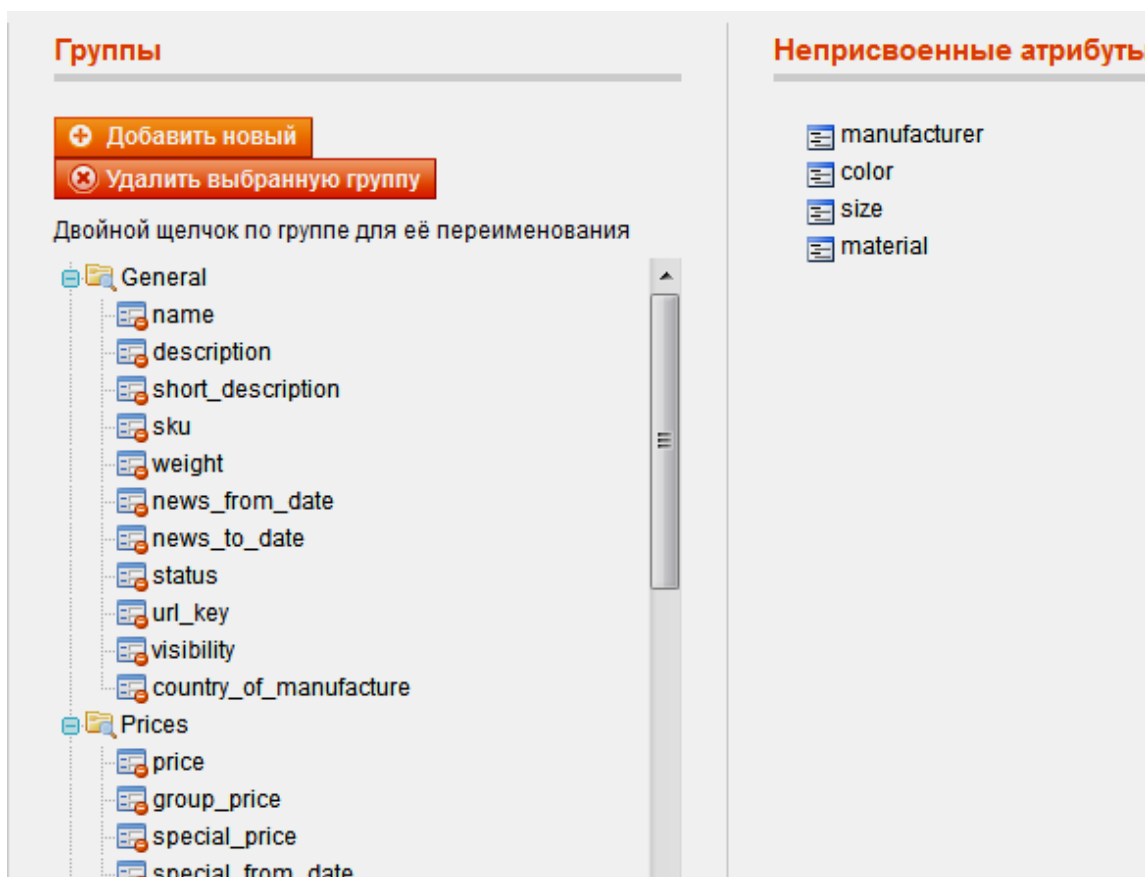 Группы
Добавить новый
Удалить выбранную группу
Двойной щелчок по группе для её переименования
General
name
description
short_description
sku
weight
news_from_date
news_to_date
status
url_key
visibility
country_of_manufacture
Prices
price
group_price
special_price
special_from_date
Неприсвоенные атрибуты
manufacturer
color
size
material